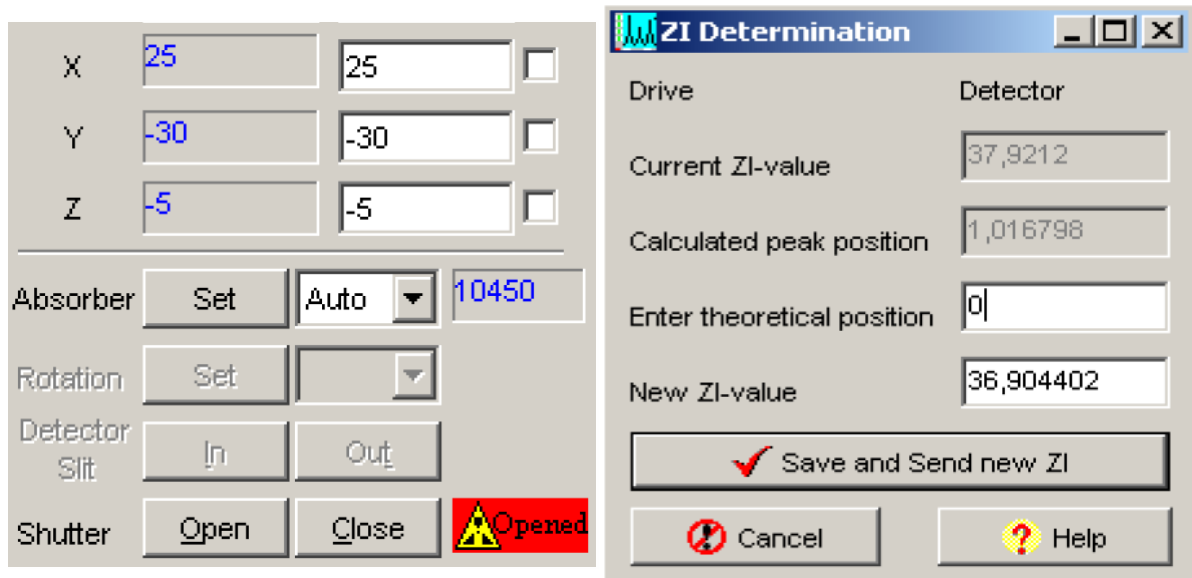 X 25 25
Y -30 -30
Z -5 -5
Absorber Set Auto 10450
Rotation Set
Detector
Slit In Out
Shutter Open Close Opened
ZI Determination
Drive Detector
Current ZI-value 37,9212
Calculated peak position 1,016798
Enter theoretical position 0
New ZI-value 36,904402
Save and Send new ZI
Cancel Help